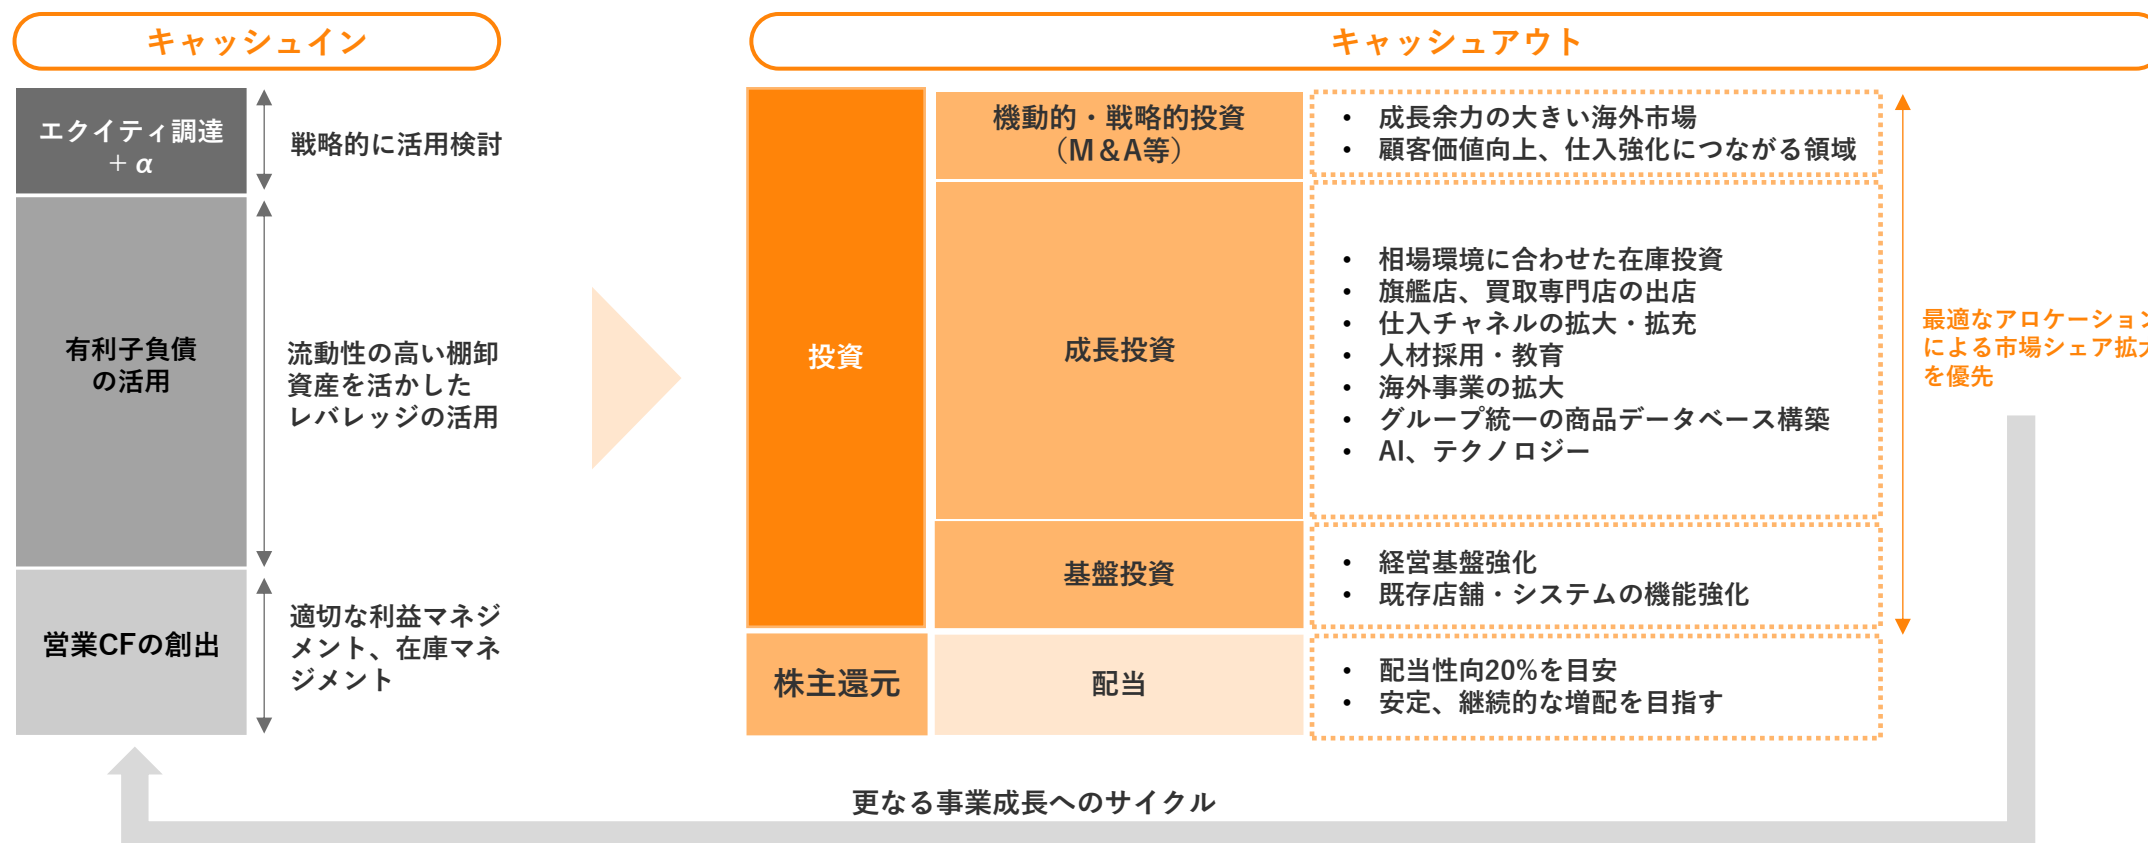 キャッシュイン
エクイティ調達
+ α
戦略的に活用検討
有利子負債
の活用
流動性の高い棚卸
資産を活かした
レバレッジの活用
営業CFの創出
適切な利益マネジ
メント、在庫マネ
ジメント
キャッシュアウト
投資
機動的・戦略的投資
（M＆A等）
• 成長余力の大きい海外市場
• 顧客価値向上、仕入強化につながる領域
成長投資
• 相場環境に合わせた在庫投資
• 旗艦店、買取専門店の出店
• 仕入チャネルの拡大・拡充
• 人材採用・教育
• 海外事業の拡大
• グループ統一の商品データベース構築
• AI、テクノロジー
基盤投資
• 経営基盤強化
• 既存店舗・システムの機能強化
株主還元
配当
• 配当性向20%を目安
• 安定、継続的な増配を目指す
最適なアロケーション
による市場シェア拡大
を優先
更なる事業成長へのサイクル